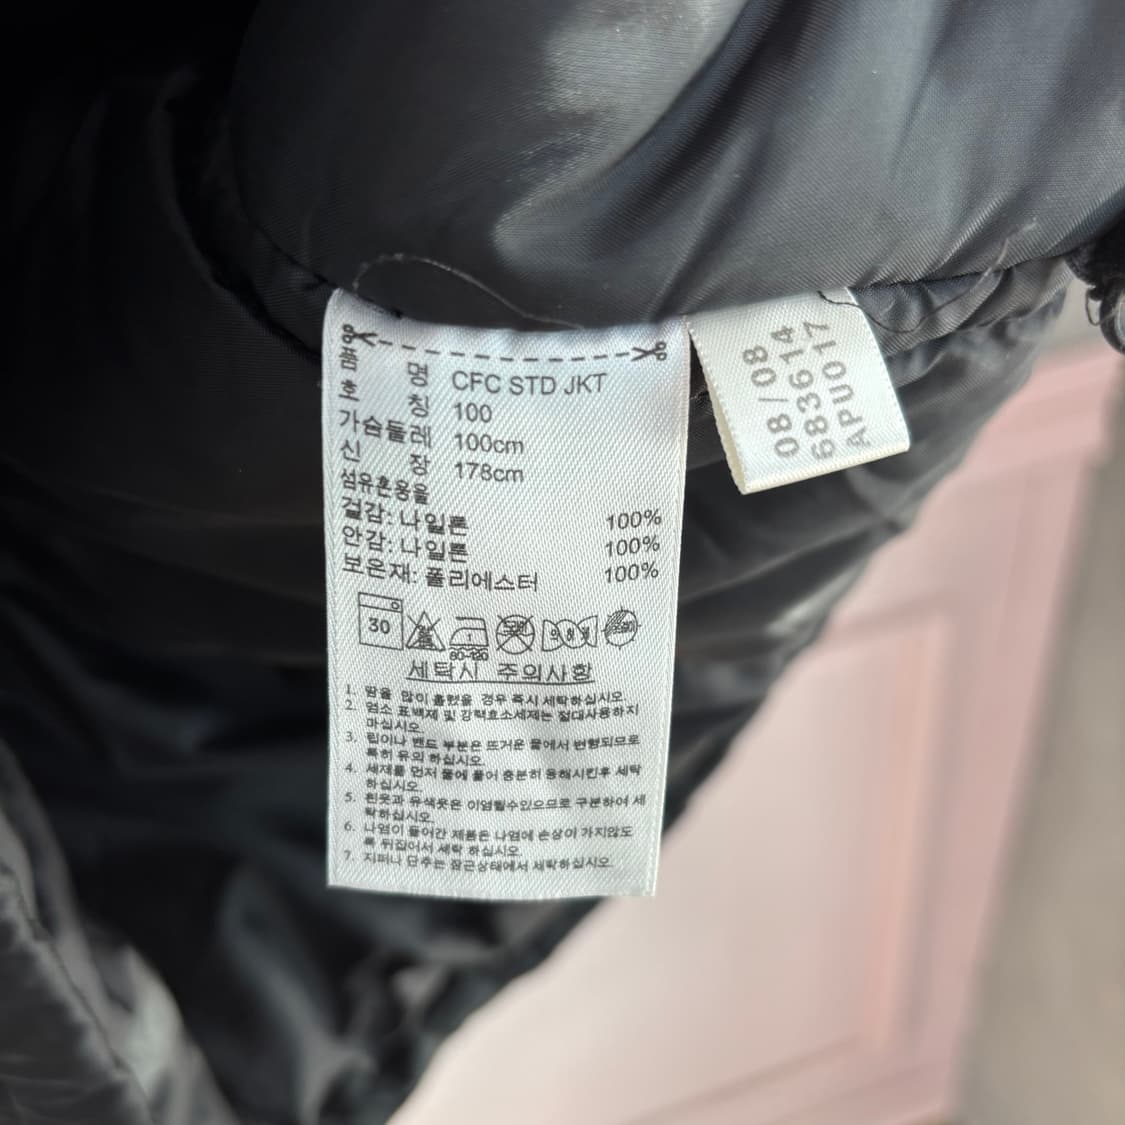 품 명 CFC STD JKT
호 칭 100
가슴둘레 100cm
신 장 178cm
섬유혼용율
겉감: 나일론 100%
안감: 나일론 100%
보온재: 폴리에스터 100%
30
80-120
세탁시 주의사항
1. 땀을 많이 흘렸을 경우 즉시 세탁하십시오
2. 염소 표백제 및 강력효소세제는 절대사용하지
마십시오.
3. 립이나 밴드 부분은 뜨거운 물에서 변형되므로
특히 유의 하십시오.
4. 세제를 먼저 물에 풀어 충분히 용해시킨후 세탁
하십시오.
5. 흰옷과 유색옷은 이염될수있으므로 구분하여 세
탁하십시오.
6. 나염이 들어간 제품은 나염에 손상이 가지않도
록 뒤집어서 세탁 하십시오.
7. 지퍼나 단추는 잠근상태에서 세탁하십시오.
08/08
683614
APU017